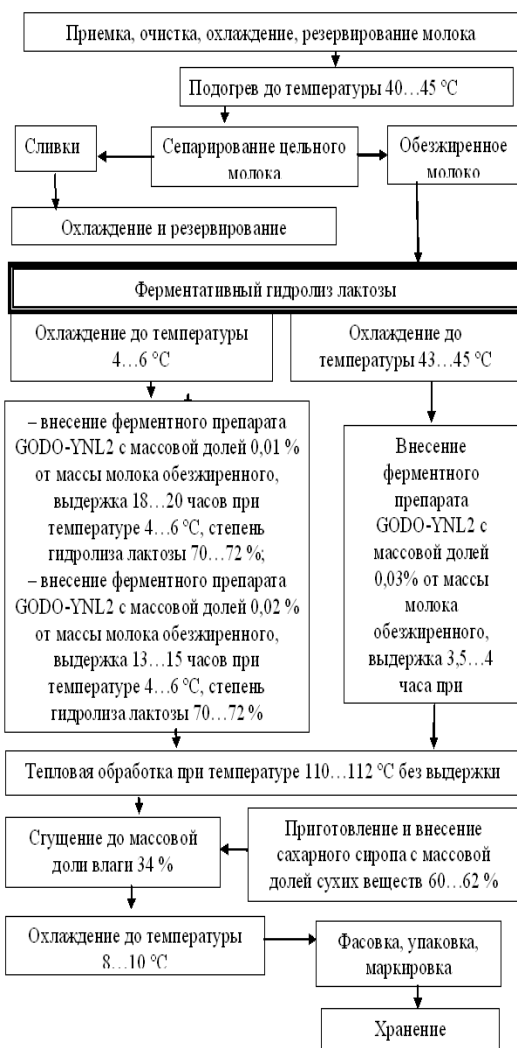 Приемка, очистка, охлаждение, резервирование молока
Подогрев до температуры 40…45 °С
Сливки
Сепарирование цельного
молока
Обезжиренное
молоко
Охлаждение и резервирование
Ферментативный гидролиз лактозы
Охлаждение до температуры
4…6 °С
Охлаждение до
температуры 43…45 °С
– внесение ферментного препарата
GODO-YNL2 с массовой долей 0,01 %
от массы молока обезжиренного,
выдержка 18…20 часов при
температуре 4…6 °С, степень
гидролиза лактозы 70…72 %;
– внесение ферментного препарата
GODO-YNL2 с массовой долей 0,02 %
от массы молока обезжиренного,
выдержка 13…15 часов при
температуре 4…6 °С, степень
гидролиза лактозы 70…72 %
Внесение
ферментного
препарата
GODO-YNL2 с
массовой долей
0,03% от массы
молока
обезжиренного,
выдержка 3,5…4
часа при
Тепловая обработка при температуре 110…112 °С без выдержки
Сгущение до массовой
доли влаги 34 %
Приготовление и внесение
сахарного сиропа с массовой
долей сухих веществ 60…62 %
Охлаждение до температуры
8…10 °С
Фасовка, упаковка,
маркировка
Хранение